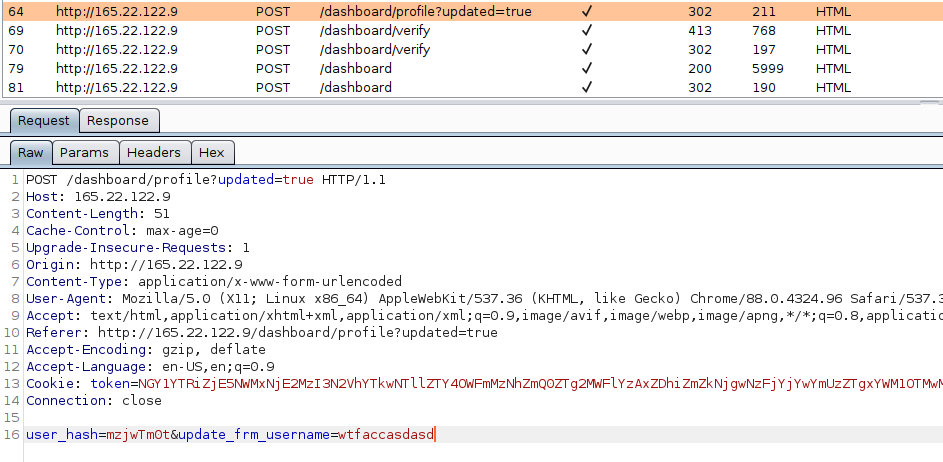 64 http://165.22.122.9 POST /dashboard/profile?updated=true ✓ 302 211 HTML
69 http://165.22.122.9 POST /dashboard/verify ✓ 413 768 HTML
70 http://165.22.122.9 POST /dashboard/verify ✓ 302 197 HTML
79 http://165.22.122.9 POST /dashboard ✓ 200 5999 HTML
81 http://165.22.122.9 POST /dashboard ✓ 302 190 HTML
Request Response
Raw Params Headers Hex
1 POST /dashboard/profile?updated=true HTTP/1.1
2 Host: 165.22.122.9
3 Content-Length: 51
4 Cache-Control: max-age=0
5 Upgrade-Insecure-Requests: 1
6 Origin: http://165.22.122.9
7 Content-Type: application/x-www-form-urlencoded
8 User-Agent: Mozilla/5.0 (X11; Linux x86_64) AppleWebKit/537.36 (KHTML, like Gecko) Chrome/88.0.4324.96 Safari/537.3
9 Accept: text/html,application/xhtml+xml,application/xml;q=0.9,image/avif,image/webp,image/apng,*/*;q=0.8,applicatio
10 Referer: http://165.22.122.9/dashboard/profile?updated=true
11 Accept-Encoding: gzip, deflate
12 Accept-Language: en-US,en;q=0.9
13 Cookie: token=
14 Connection: close
15
16 user_hash=mzjwTmOt&update_frm_username=wtfaccasdasd